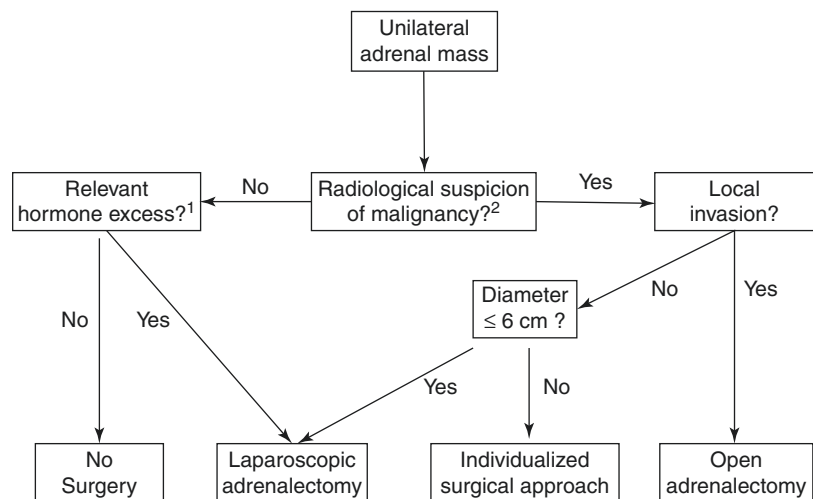 Unilateral
adrenal mass
No
Yes
Relevant
hormone excess?1
Radiological suspicion
of malignancy?2
Local
invasion?
Diameter
≤ 6 cm ?
No
Yes
No
Yes
Yes
No
No
Surgery
Laparoscopic
adrenalectomy
Individualized
surgical approach
Open
adrenalectomy